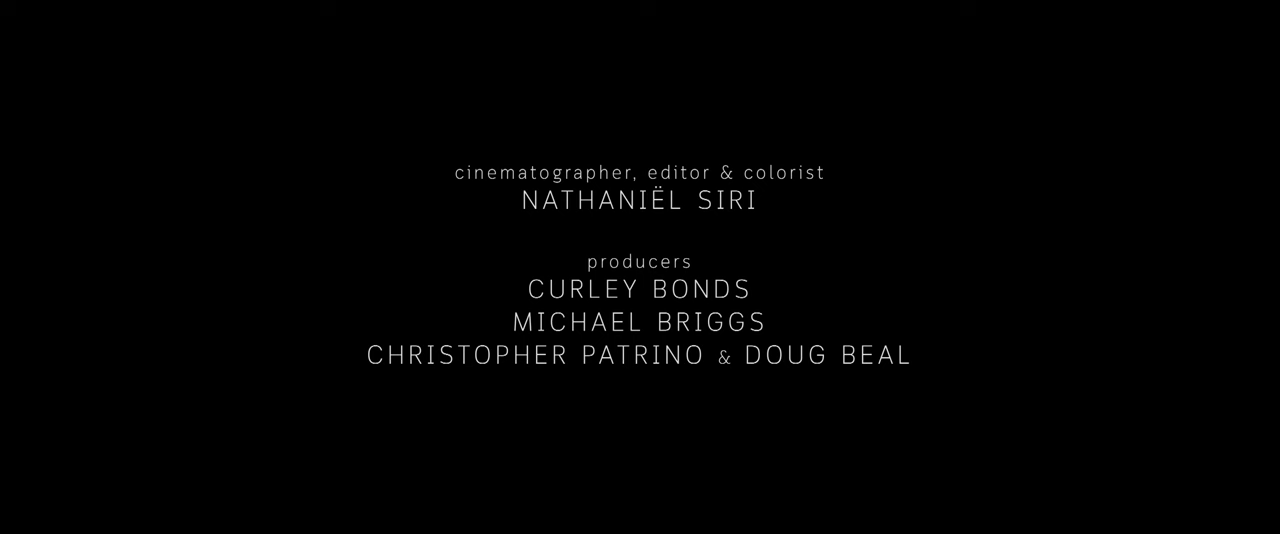 cinematographer, editor & colorist
NATHANIËL SIRI
producers
CURLEY BONDS
MICHAEL BRIGGS
CHRISTOPHER PATRINO & DOUG BEAL